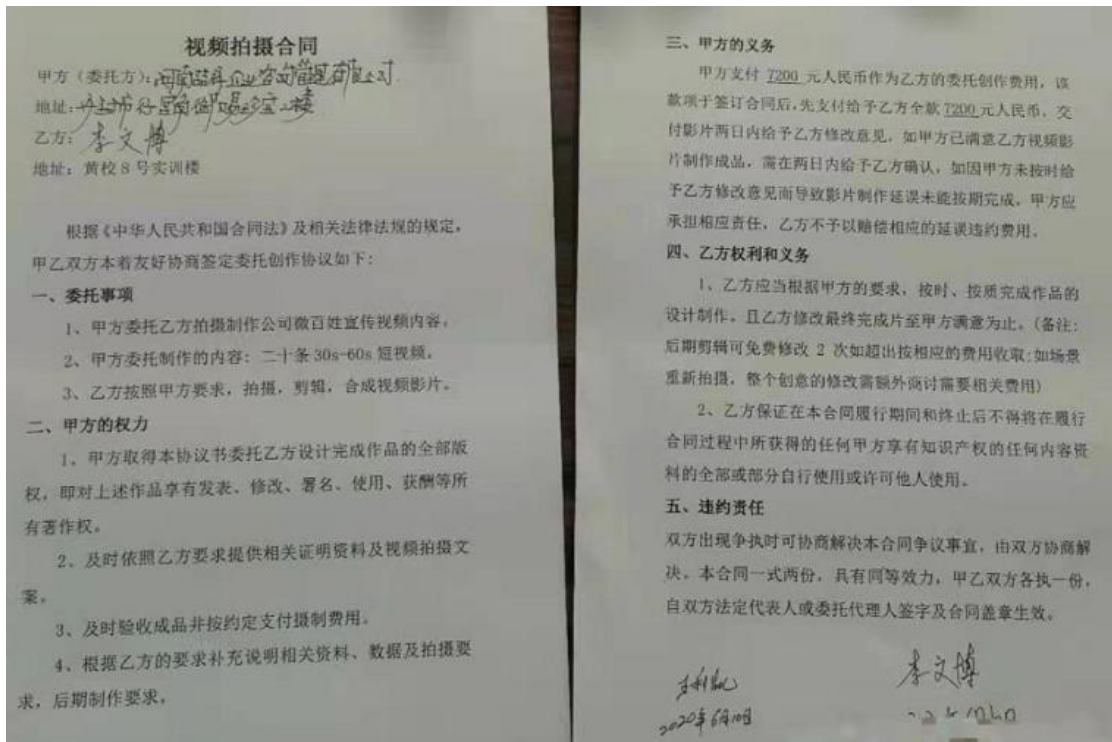 视频拍摄合同
甲方（委托方）：河南 企业咨询管理有限公司
地址：
乙方：李文博
地址：黄校8号实训楼
根据《中华人民共和国合同法》及相关法律法规的规定，
甲乙双方本着友好协商签定委托创作协议如下：
一、委托事项
1、甲方委托乙方拍摄制作公司微百姓宣传视频内容。
2、甲方委托制作的内容：二十条30s-60s短视频。
3、乙方按照甲方要求，拍摄，剪辑，合成视频影片。
二、甲方的权力
1、甲方取得本协议书委托乙方设计完成作品的全部版
权，即对上述作品享有发表、修改、署名、使用、获酬等所
有著作权。
2、及时依照乙方要求提供相关证明资料及视频拍摄文
案。
3、及时验收成品并按约定支付摄制费用。
4、根据乙方的要求补充说明相关资料、数据及拍摄要
求，后期制作要求。
三、甲方的义务
甲方支付 7200 元人民币作为乙方的委托创作费用，该
款项于签订合同后，先支付给予乙方全款7200元人民币，交
付影片两日内给予乙方修改意见，如甲方已满意乙方视频影
片制作成品，需在两日内给予乙方确认，如因甲方未按时给
予乙方修改意见而导致影片制作延误未能按期完成，甲方应
承担相应责任，乙方不予以赔偿相应的延误违约费用。
四、乙方权利和义务
1、乙方应当根据甲方的要求，按时、按质完成作品的
设计制作。且乙方修改最终完成片至甲方满意为止。（备注：
后期剪辑可免费修改 2 次如超出按相应的费用收取：如场景
重新拍摄，整个创意的修改需额外商讨需要相关费用）
2、乙方保证在本合同履行期间和终止后不得将在履行
合同过程中所获得的任何甲方享有知识产权的任何内容资
料的全部或部分自行使用或许可他人使用。
五、违约责任
双方出现争执时可协商解决本合同争议事宜，由双方协商解
决。本合同一式两份，具有同等效力，甲乙双方各执一份，
自双方法定代表人或委托代理人签字及合同盖章生效。
李文博
2020年6月10日